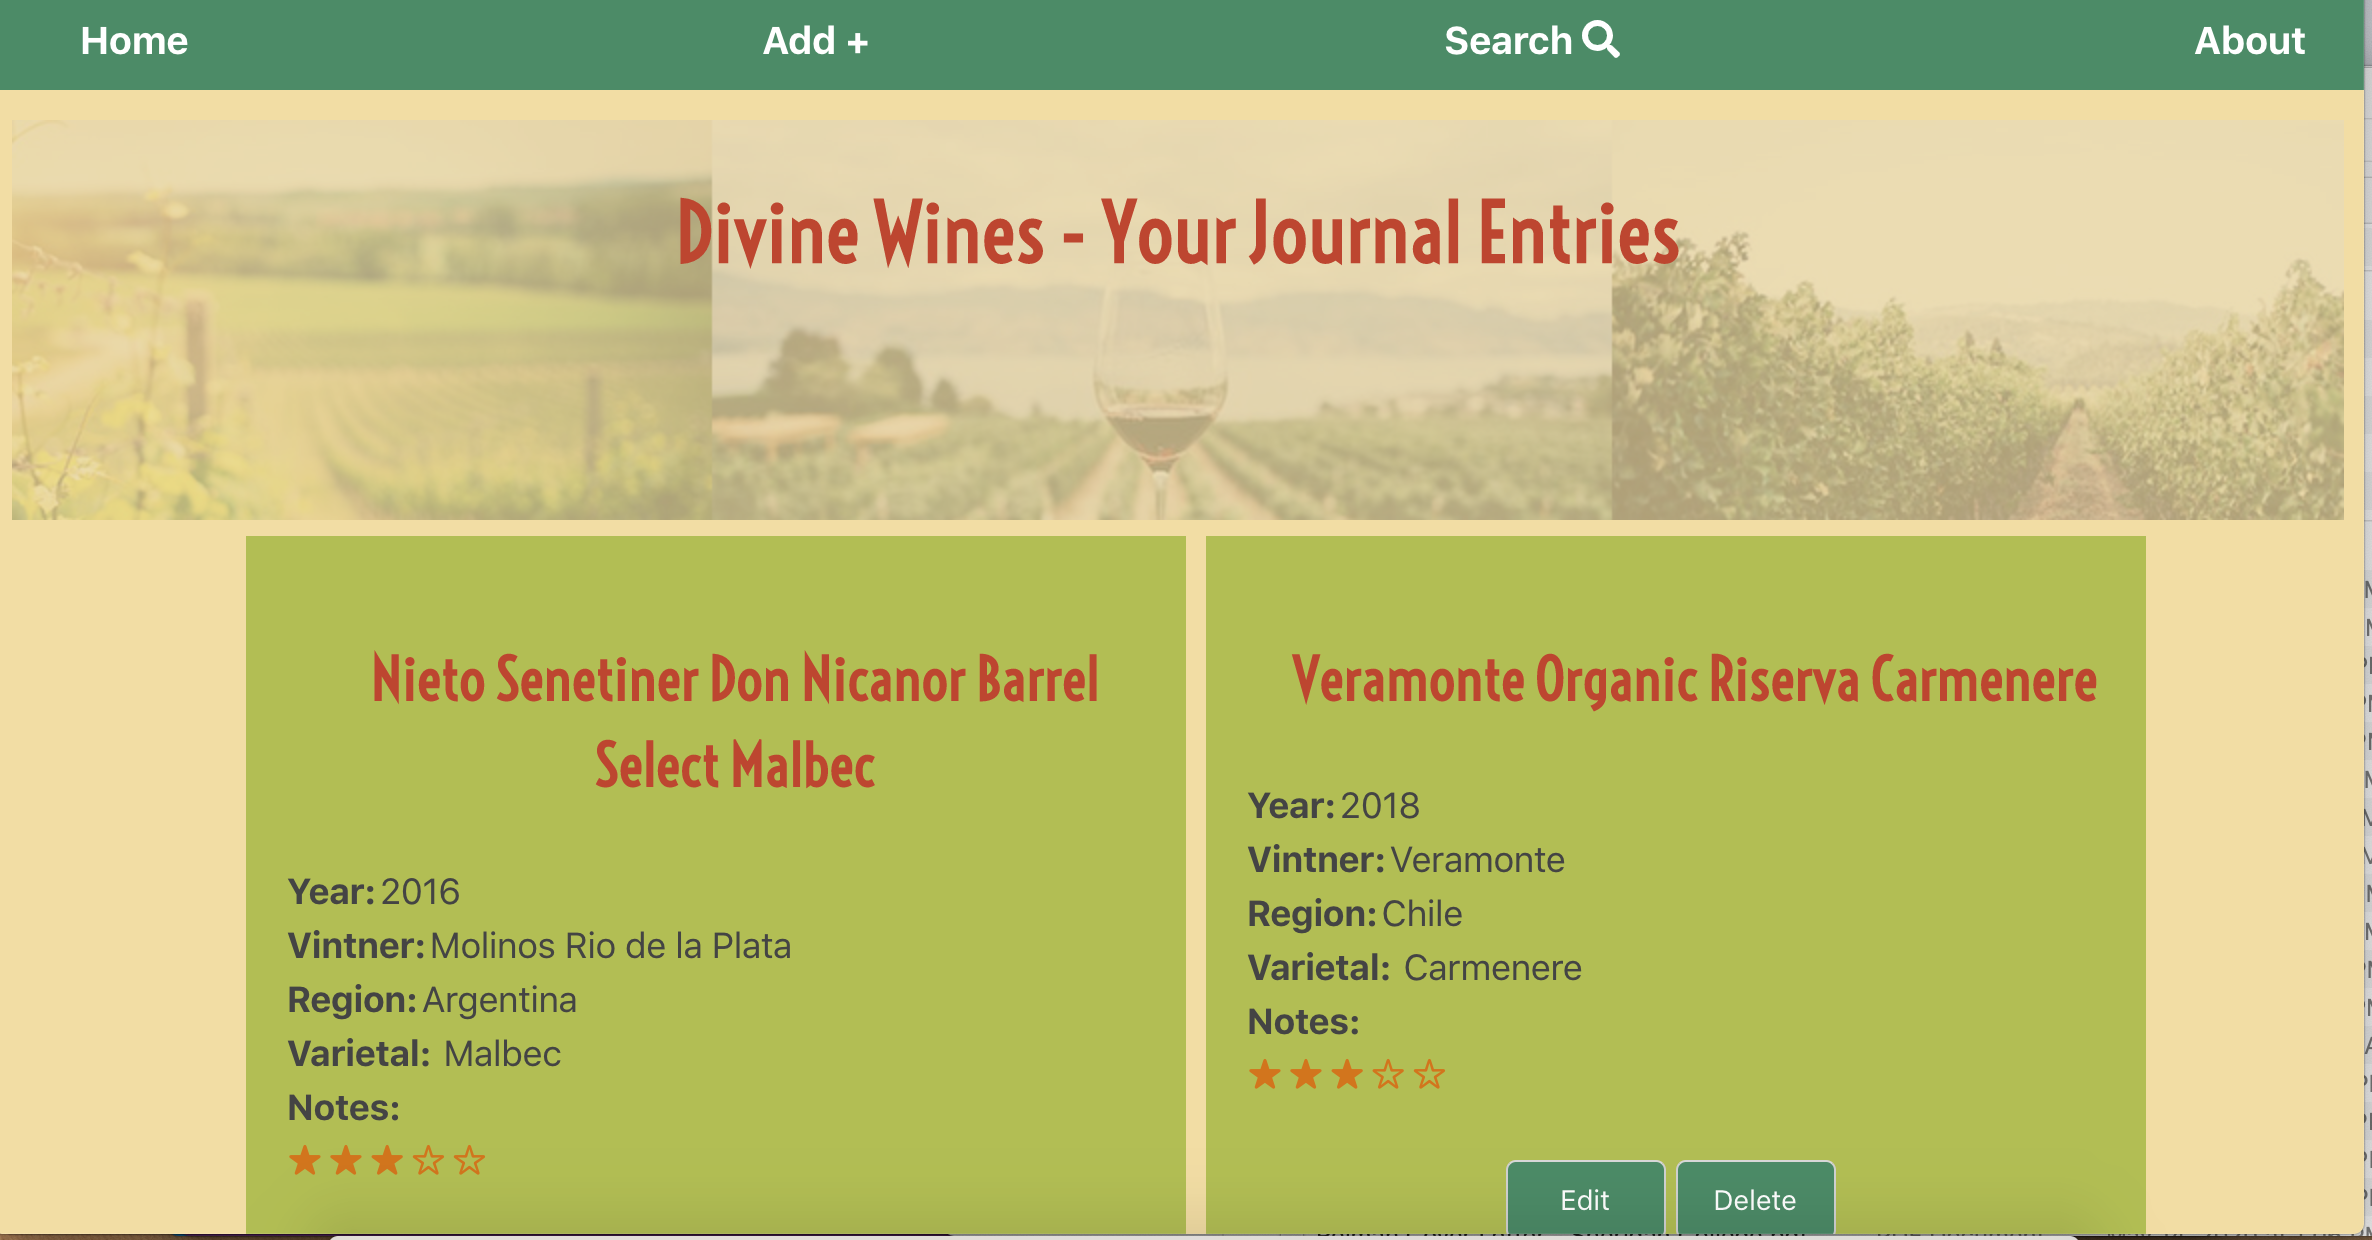 Home Add + Search About
Divine Wines - Your Journal Entries
Nieto Senetiner Don Nicanor Barrel
Select Malbec
Year: 2016
Vintner: Molinos Rio de la Plata
Region: Argentina
Varietal: Malbec
Notes:
Veramonte Organic Riserva Carmenere
Year: 2018
Vintner: Veramonte
Region: Chile
Varietal: Carmenere
Notes:
Edit Delete